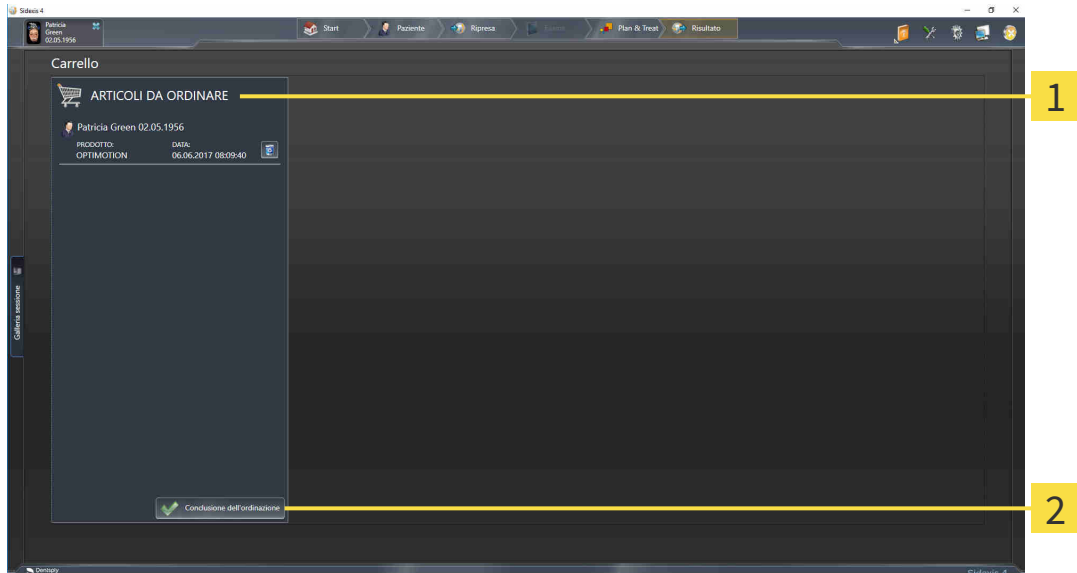 Sidexis 4
Patricia
Green
02.05.1956
Start
Paziente
Ripresa
Plan & Treat
Risultato
Carrello
ARTICOLI DA ORDINARE
1
Patricia Green 02.05.1956
PRODOTTO: DATA:
OPTIMOTION 06.06.2017 08:09:40
Galleria sessione
Conclusione dell'ordinazione
2
Dentsply
Sidexis 4